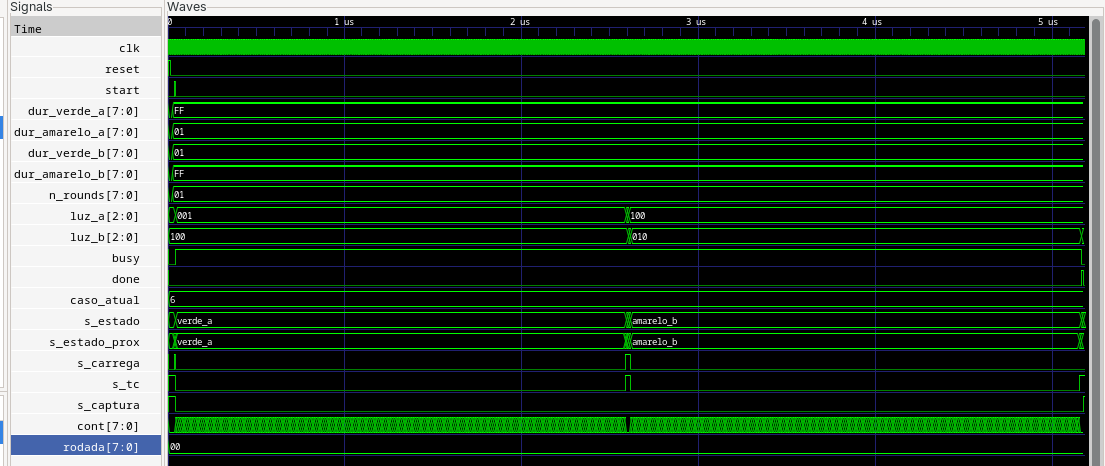 Signals
Waves
Time
0 1 us 2 us 3 us 4 us 5 us
clk
reset
start
dur_verde_a[7:0] FF
dur_amarelo_a[7:0] 01
dur_verde_b[7:0] 01
dur_amarelo_b[7:0] FF
n_rounds[7:0] 01
luz_a[2:0] 001 100
luz_b[2:0] 100 010
busy
done
caso_atual 6
s_estado verde_a amarelo_b
s_estado_prox verde_a amarelo_b
s_carrega
s_tc
s_captura
cont[7:0]
rodada[7:0] 00